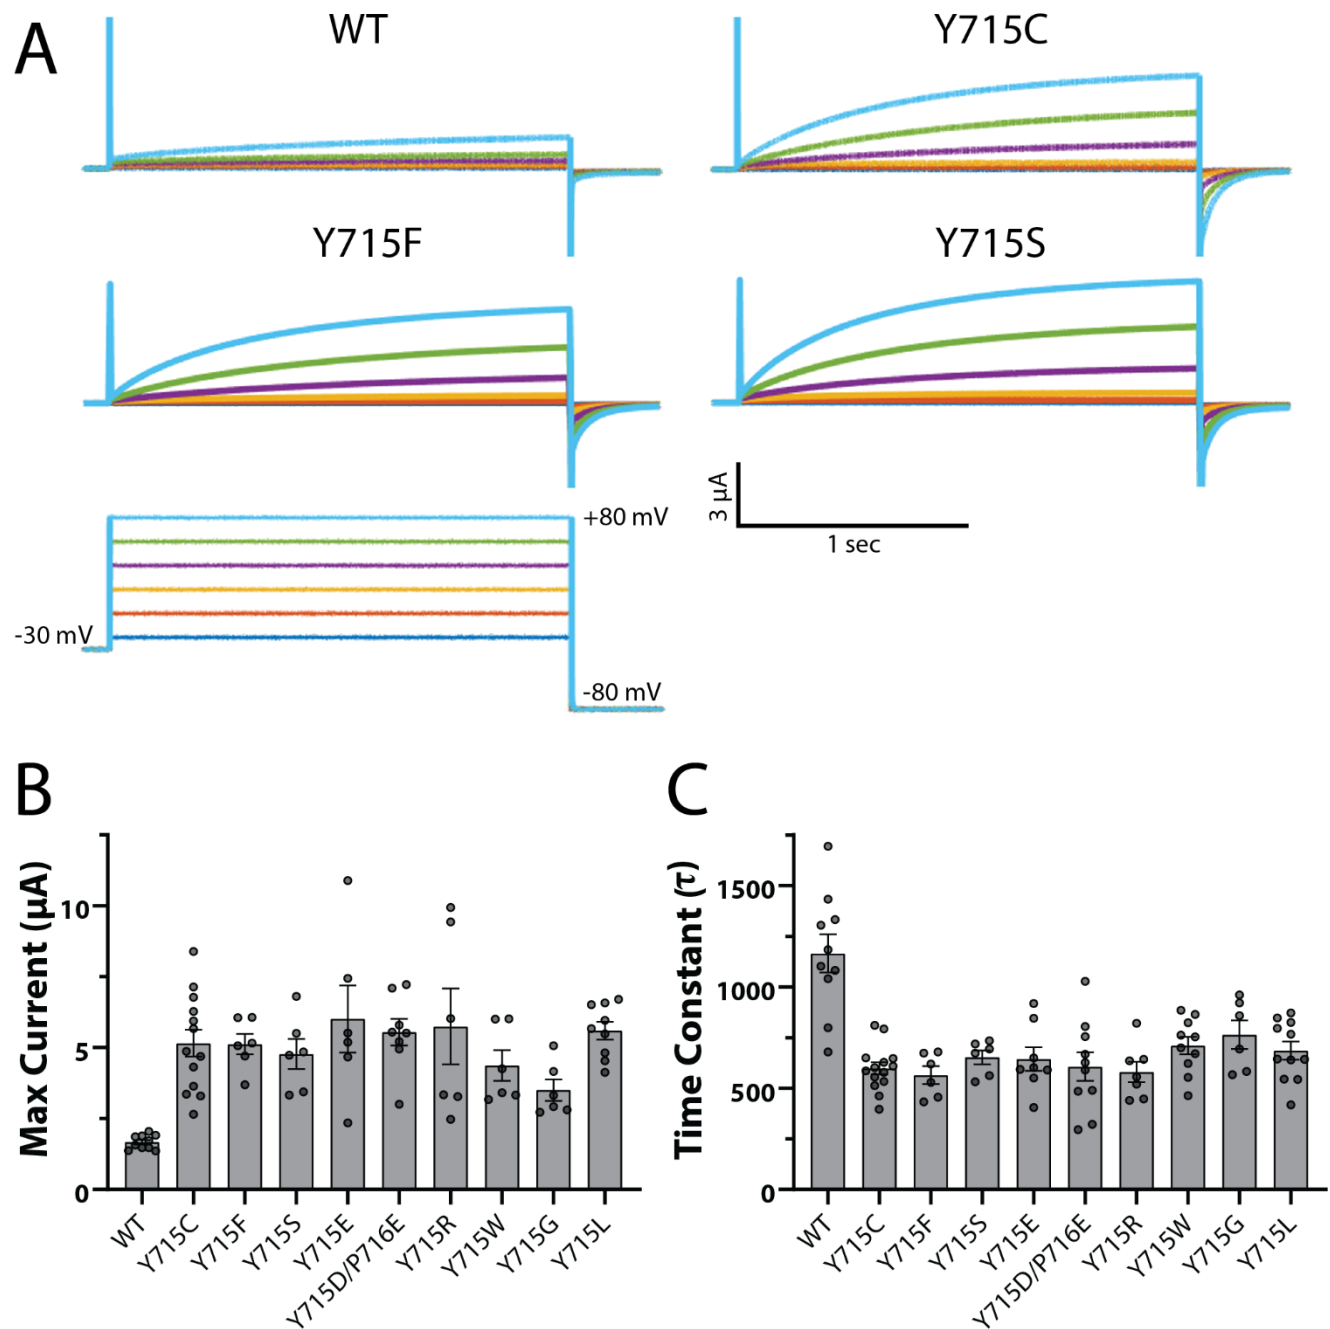 A
WT
Y715C
Y715F
Y715S
3 µA
1 sec
+80 mV
-30 mV
-80 mV
B
Max Current (µA)
10
5
0
WT
Y715C
Y715F
Y715S
Y715E
Y715D/P716E
Y715R
Y715W
Y715G
Y715L
C
Time Constant (τ)
1500
1000
500
0
WT
Y715C
Y715F
Y715S
Y715E
Y715D/P716E
Y715R
Y715W
Y715G
Y715L